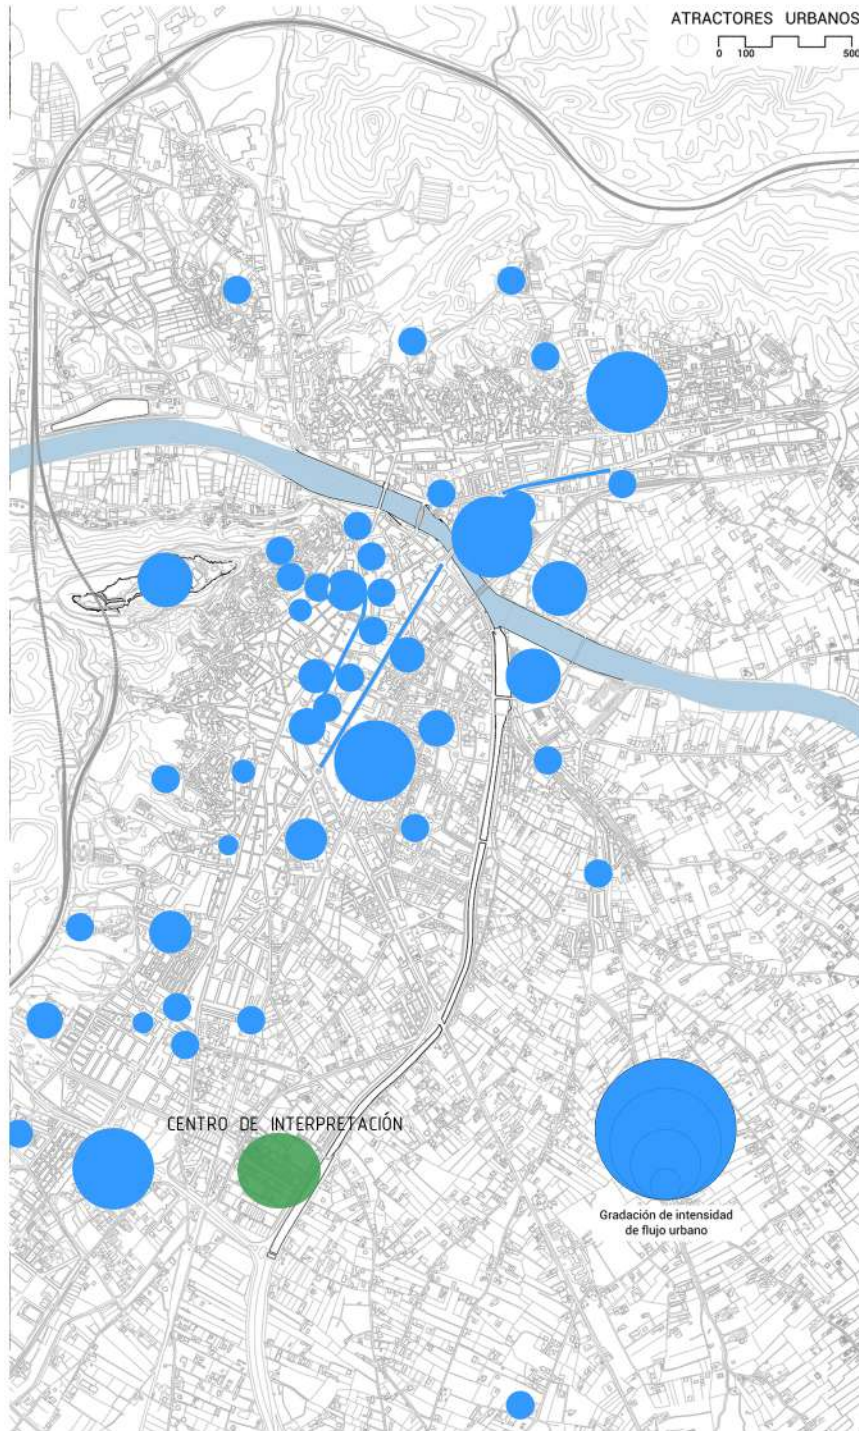 ATRACTORES URBANOS
0 100 500
CENTRO DE INTERPRETACIÓN
Gradación de intensidad
de flujo urbano